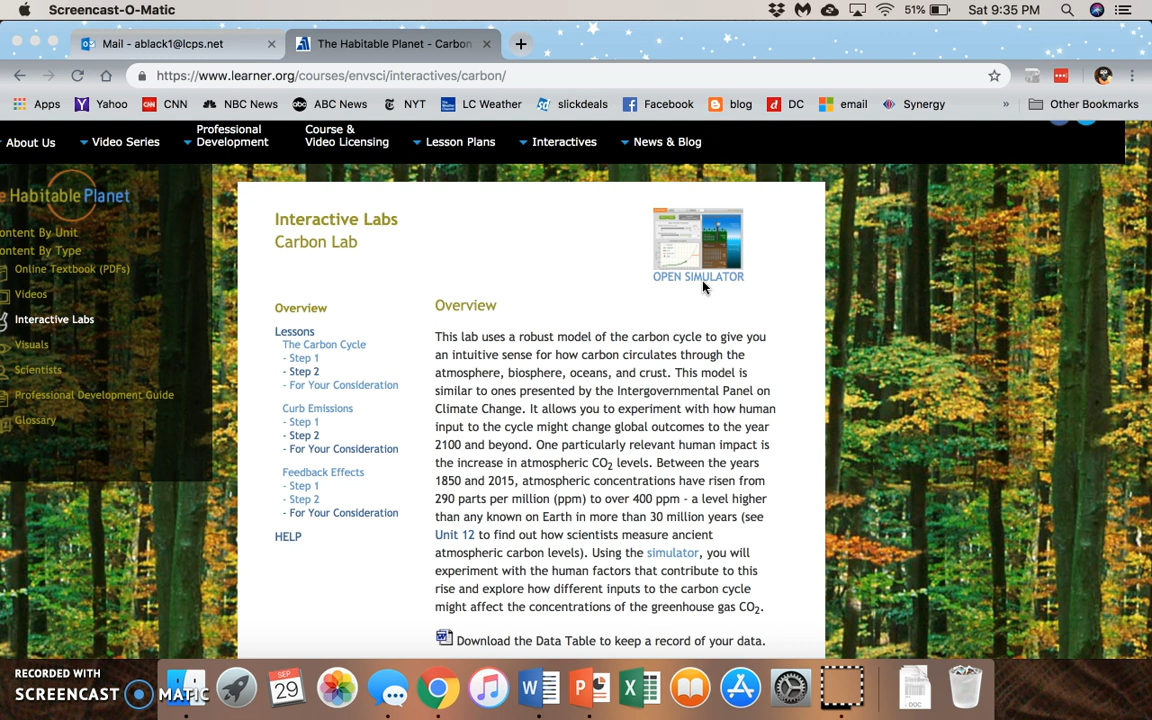 Screencast-O-Matic 51% Sat 9:35 PM
Mail - ablack1@lcps.net The Habitable Planet - Carbon
https://www.learner.org/courses/envsci/interactives/carbon/
Apps Yahoo CNN NBC News ABC News NYT LC Weather slickdeals Facebook blog DC email Synergy » Other Bookmarks
About Us Video Series Professional Development Course & Video Licensing Lesson Plans Interactives News & Blog
e Habitable Planet
ontent By Unit
ontent By Type
Online Textbook (PDFs)
Videos
Interactive Labs
Visuals
Scientists
Professional Development Guide
Glossary
Interactive Labs
Carbon Lab
OPEN SIMULATOR
Overview
Lessons
The Carbon Cycle
- Step 1
- Step 2
- For Your Consideration
Curb Emissions
- Step 1
- Step 2
- For Your Consideration
Feedback Effects
- Step 1
- Step 2
- For Your Consideration
HELP
Overview
This lab uses a robust model of the carbon cycle to give you
an intuitive sense for how carbon circulates through the
atmosphere, biosphere, oceans, and crust. This model is
similar to ones presented by the Intergovernmental Panel on
Climate Change. It allows you to experiment with how human
input to the cycle might change global outcomes to the year
2100 and beyond. One particularly relevant human impact is
the increase in atmospheric CO2 levels. Between the years
1850 and 2015, atmospheric concentrations have risen from
290 parts per million (ppm) to over 400 ppm - a level higher
than any known on Earth in more than 30 million years (see
Unit 12 to find out how scientists measure ancient
atmospheric carbon levels). Using the simulator, you will
experiment with the human factors that contribute to this
rise and explore how different inputs to the carbon cycle
might affect the concentrations of the greenhouse gas CO2.
Download the Data Table to keep a record of your data.
RECORDED WITH
SCREENCAST MATIC
SEP
29
DOC